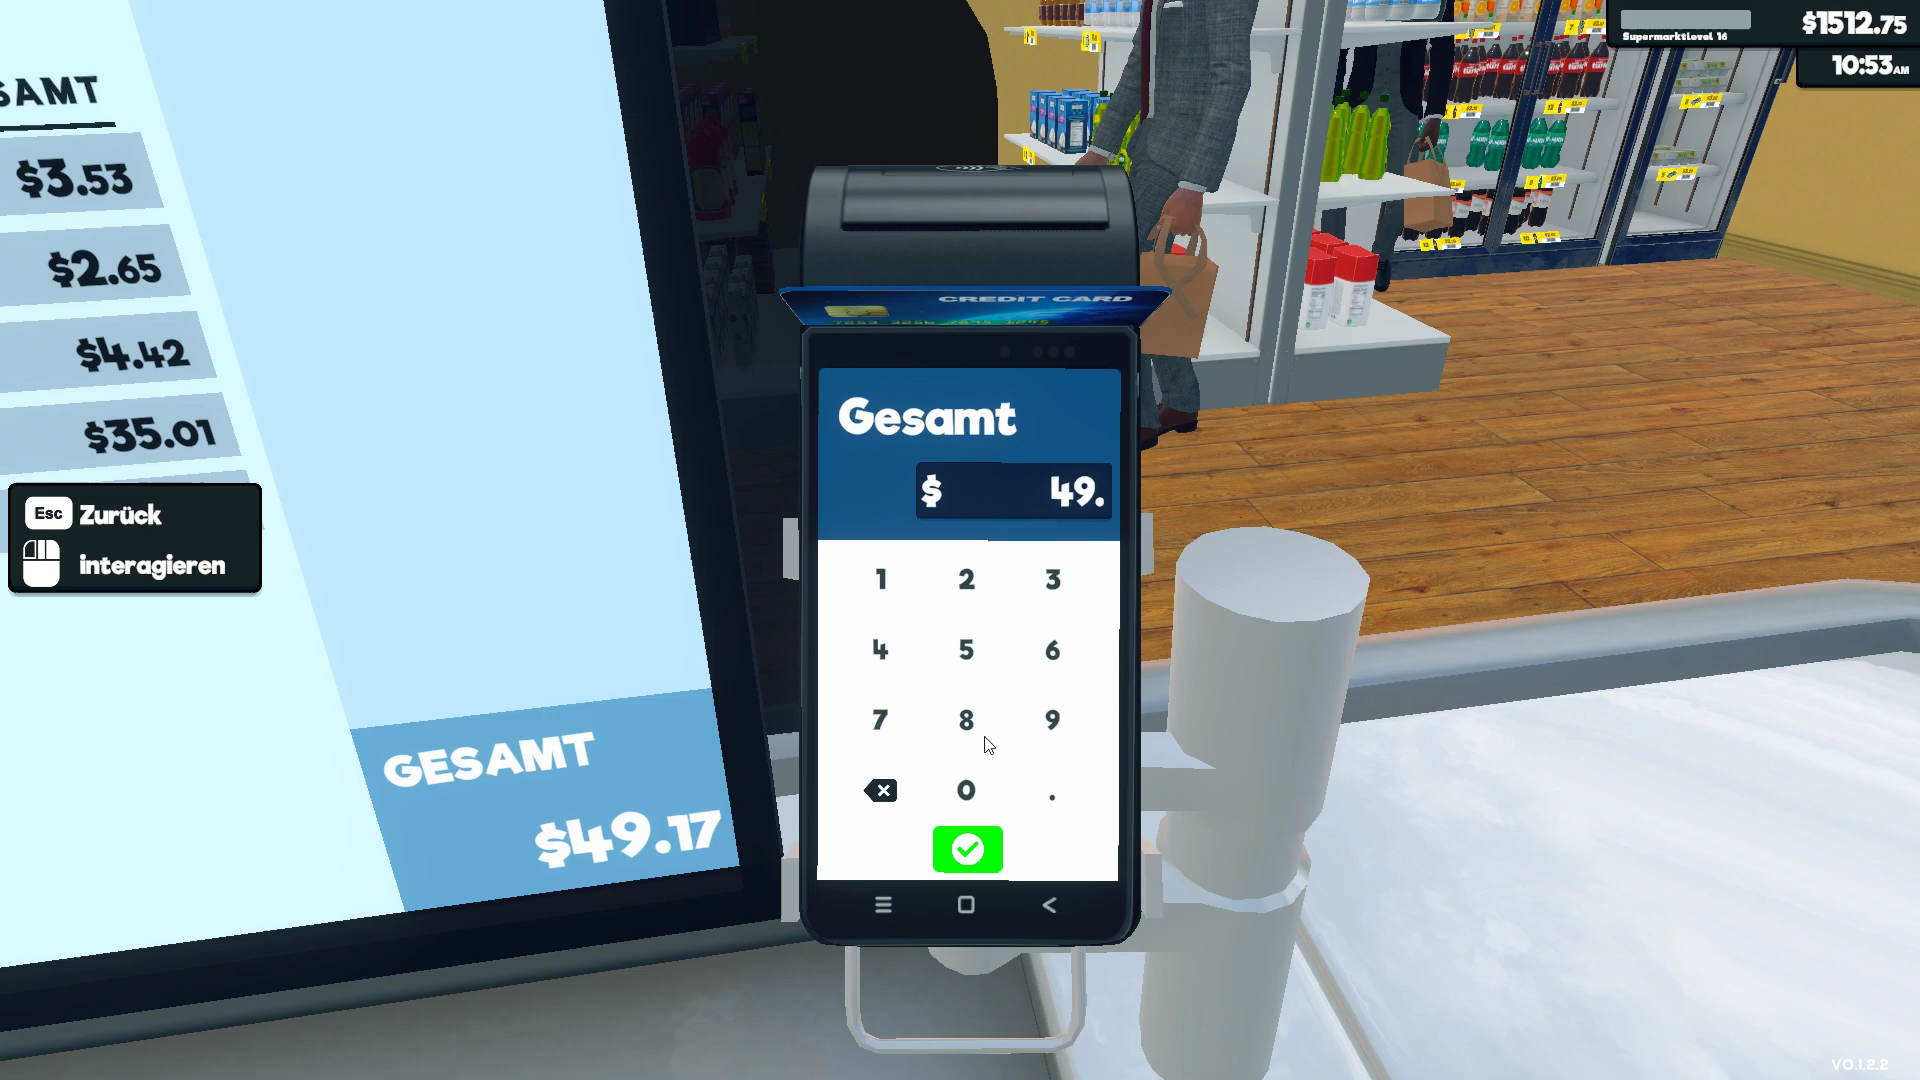 Supermarktlevel 16
$1512.75
10:53AM
SAMT
$3.53
$2.65
$4.42
$35.01
Esc Zurück
interagieren
GESAMT
$49.17
CREDIT CARD
Gesamt
$ 49.
1 2 3
4 5 6
7 8 9
0 .
V0.1.2.2